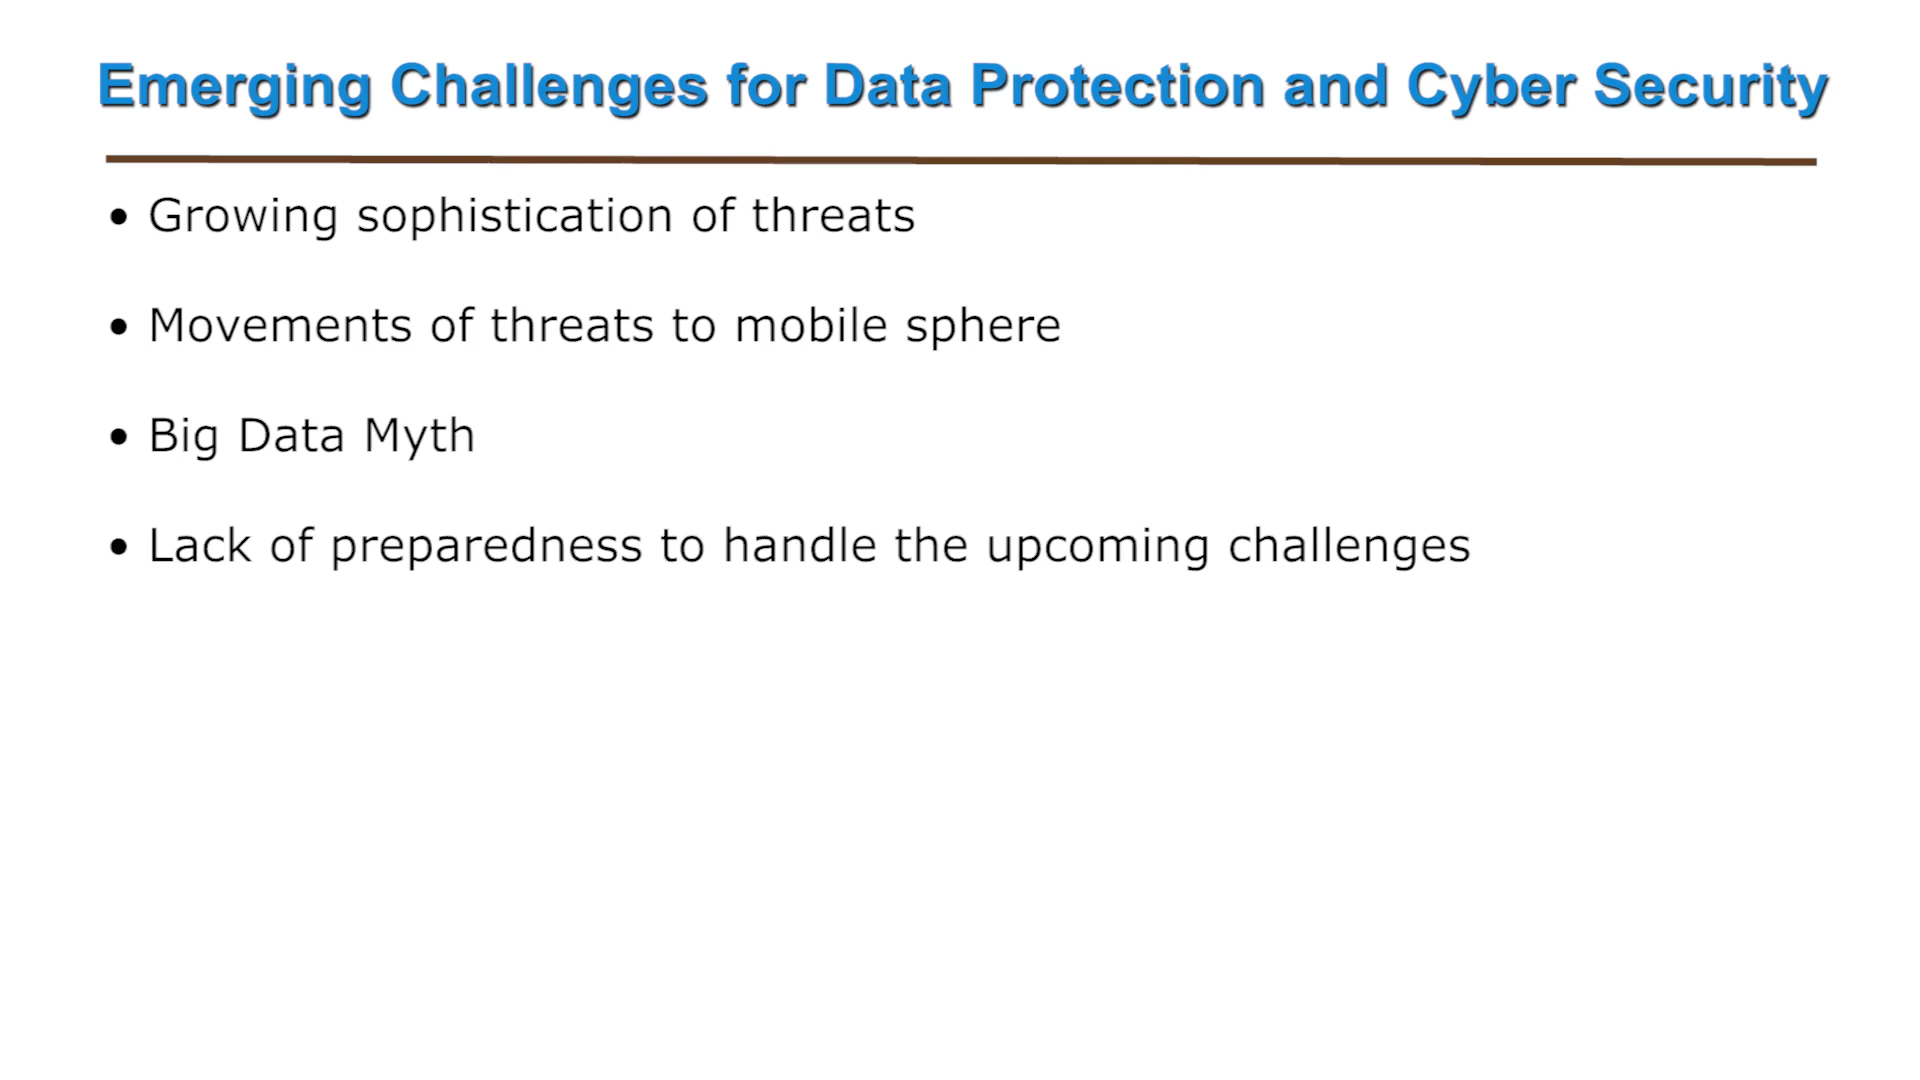 Emerging Challenges for Data Protection and Cyber Security
• Growing sophistication of threats
• Movements of threats to mobile sphere
• Big Data Myth
• Lack of preparedness to handle the upcoming challenges